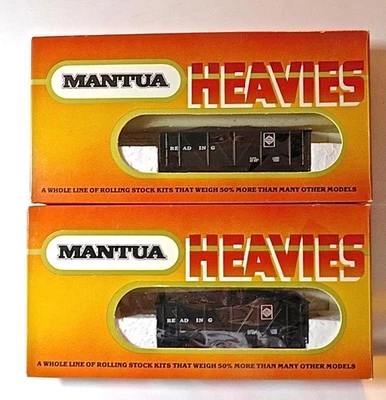 MANTUA HEAVIES
READING
A WHOLE LINE OF ROLLING STOCK KITS THAT WEIGH 50% MORE THAN MANY OTHER MODELS
MANTUA HEAVIES
READING
A WHOLE LINE OF ROLLING STOCK KITS THAT WEIGH 50% MORE THAN MANY OTHER MODELS